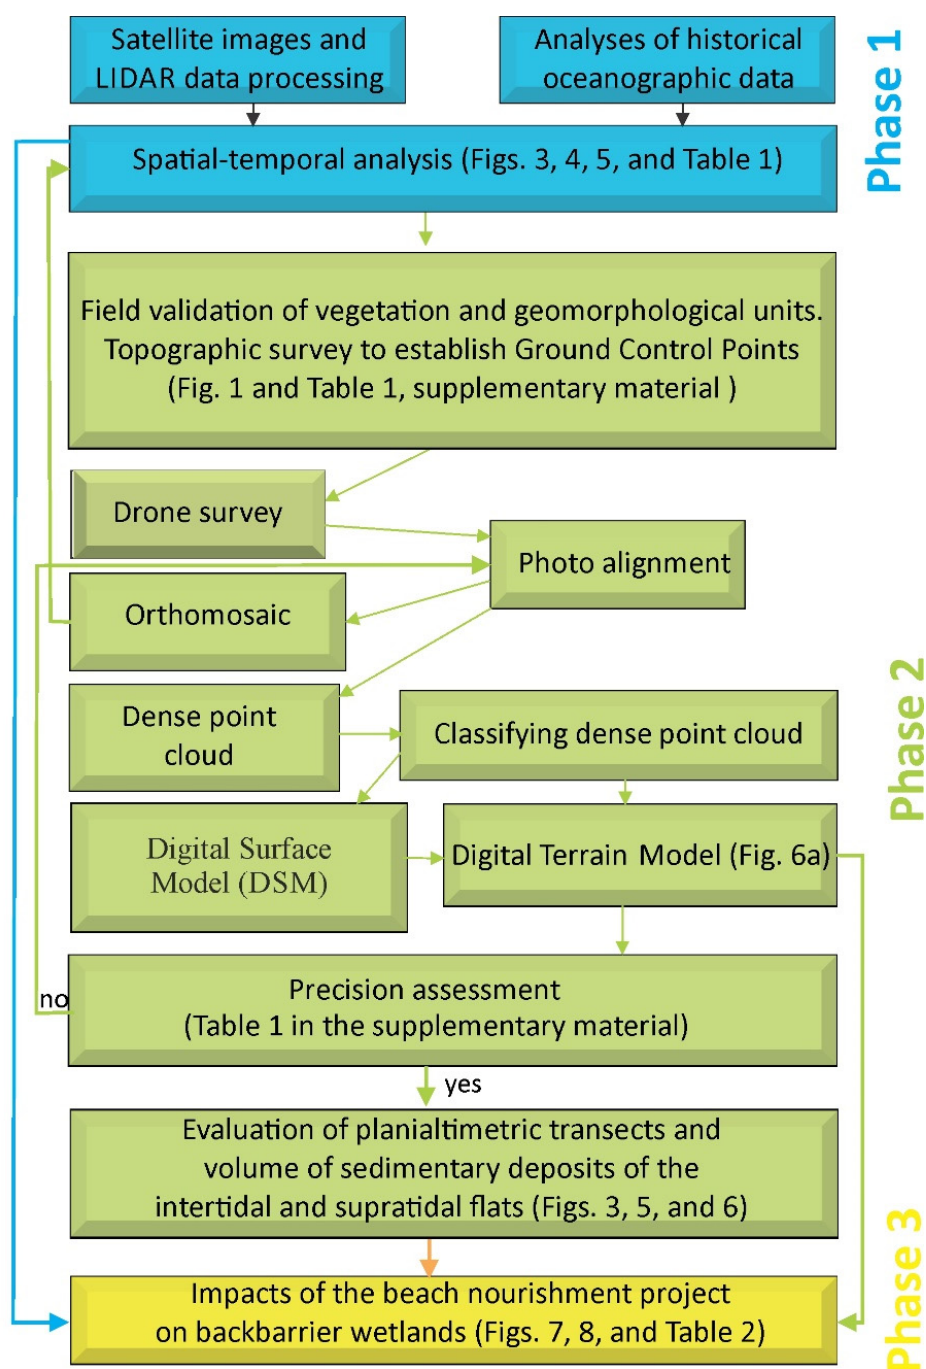 Satellite images and
LIDAR data processing
Analyses of historical
oceanographic data
Phase 1
Spatial-temporal analysis (Figs. 3, 4, 5, and Table 1)
Field validation of vegetation and geomorphological units.
Topographic survey to establish Ground Control Points
(Fig. 1 and Table 1, supplementary material )
Drone survey
Photo alignment
Orthomosaic
Phase 2
Dense point
cloud
Classifying dense point cloud
Digital Surface
Model (DSM)
Digital Terrain Model (Fig. 6a)
no
Precision assessment
(Table 1 in the supplementary material)
yes
Evaluation of planialtimetric transects and
volume of sedimentary deposits of the
intertidal and supratidal flats (Figs. 3, 5, and 6)
Phase 3
Impacts of the beach nourishment project
on backbarrier wetlands (Figs. 7, 8, and Table 2)